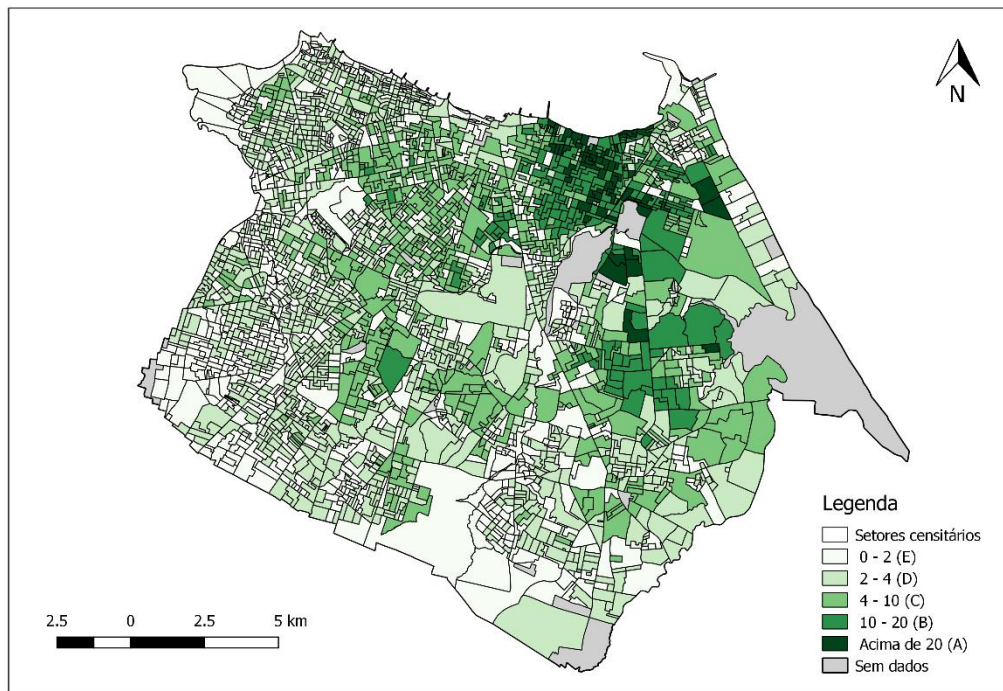 N
Legenda
Setores censitários
0 - 2 (E)
2 - 4 (D)
4 - 10 (C)
10 - 20 (B)
Acima de 20 (A)
Sem dados
2.5 0 2.5 5 km